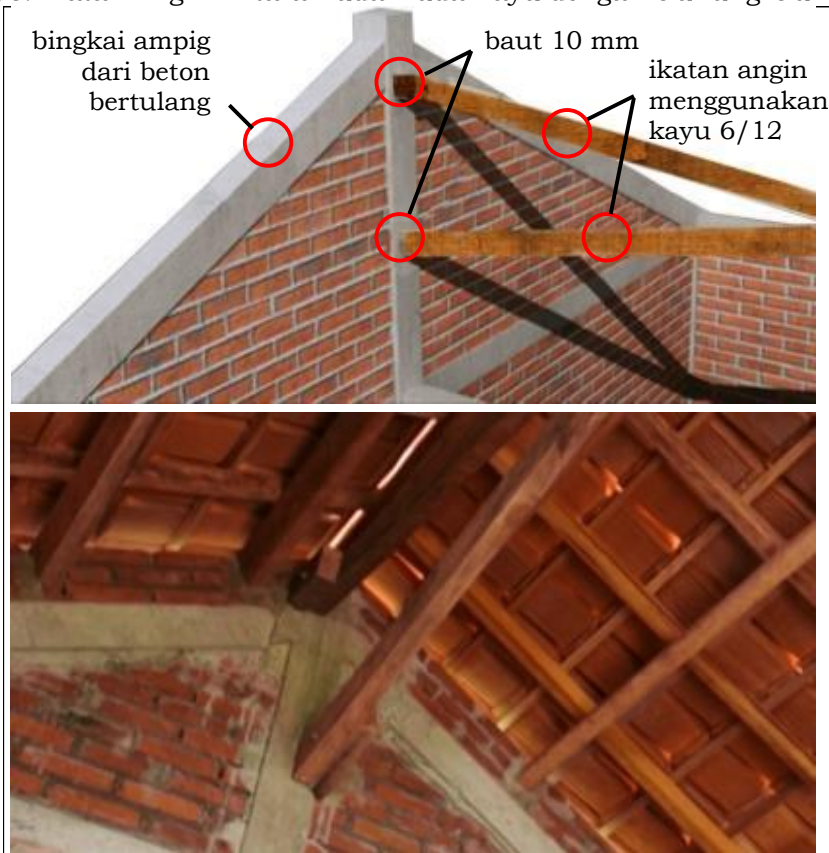 bingkai ampig
dari beton
bertulang
baut 10 mm
ikatan angin
menggunakan
kayu 6/12